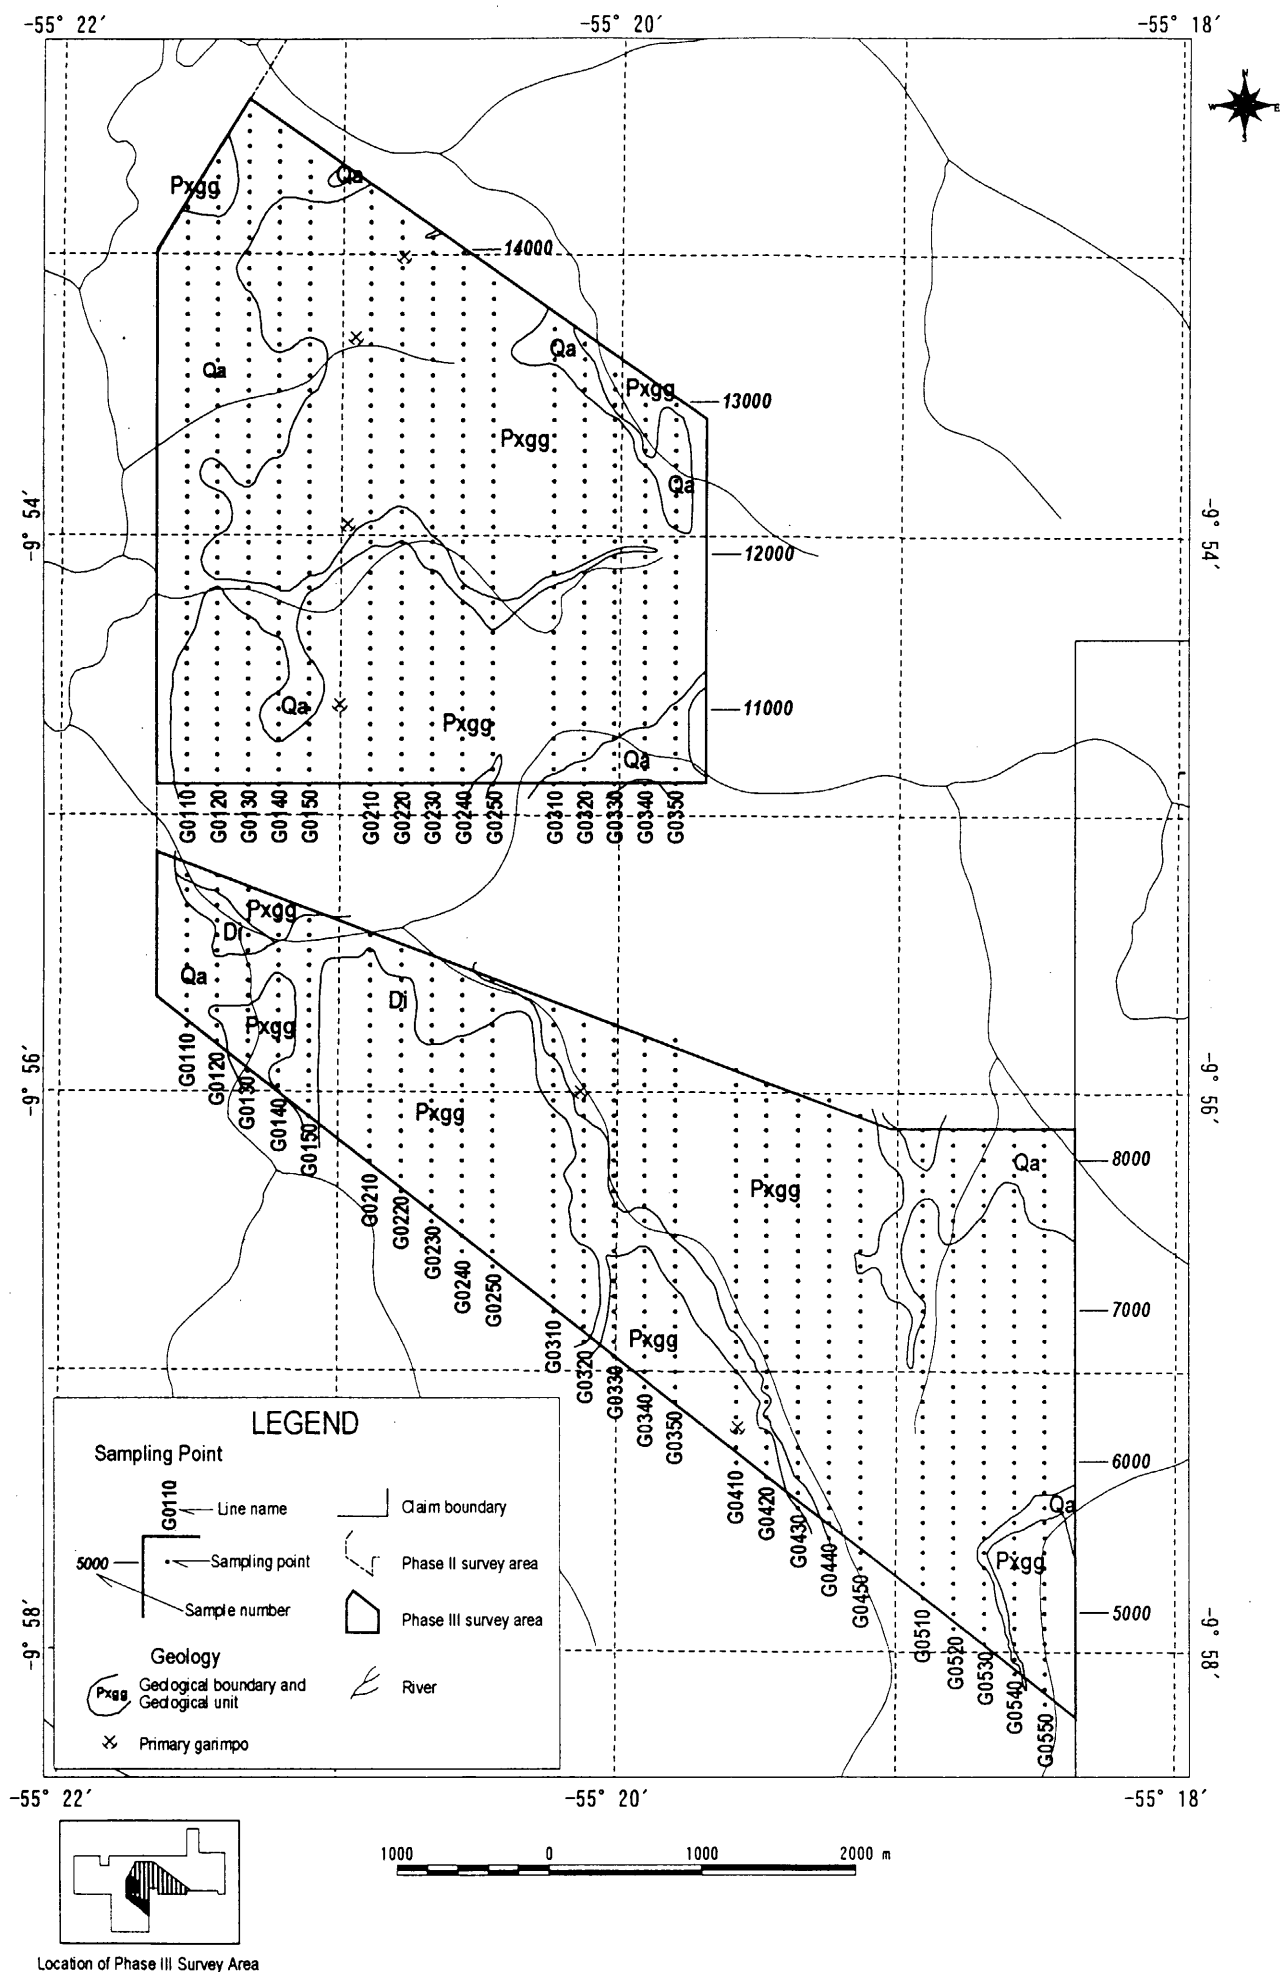 -55° 22′ -55° 20′ -55° 18′
N
W E
S
Pxgg
Qa
14000
Qa
Qa
Pxgg
13000
Pxgg
Qa
-9° 54′
-9° 54′
12000
Qa
11000
Pxgg
Qa
G0110 G0120 G0130 G0140 G0150 G0210 G0220 G0230 G0240 G0250 G0310 G0320 G0330 G0340 G0350
Pxgg
Di
Qa
Di
Pxgg
-9° 56′
-9° 56′
Pxgg
Qa
8000
Pxgg
7000
Pxgg
6000
Qa
Pxgg
5000
G0110 G0120 G0130 G0140 G0150 G0210 G0220 G0230 G0240 G0250 G0310 G0320 G0330 G0340 G0350 G0410 G0420 G0430 G0440 G0450 G0510 G0520 G0530 G0540 G0550
-9° 58′
-9° 58′
LEGEND
Sampling Point
G0110
Line name
5000
Sampling point
Sample number
Geology
Pxgg
Geological boundary and
Geological unit
Primary garimpo
Claim boundary
Phase II survey area
Phase III survey area
River
-55° 22′ -55° 20′ -55° 18′
1000 0 1000 2000 m
Location of Phase III Survey Area